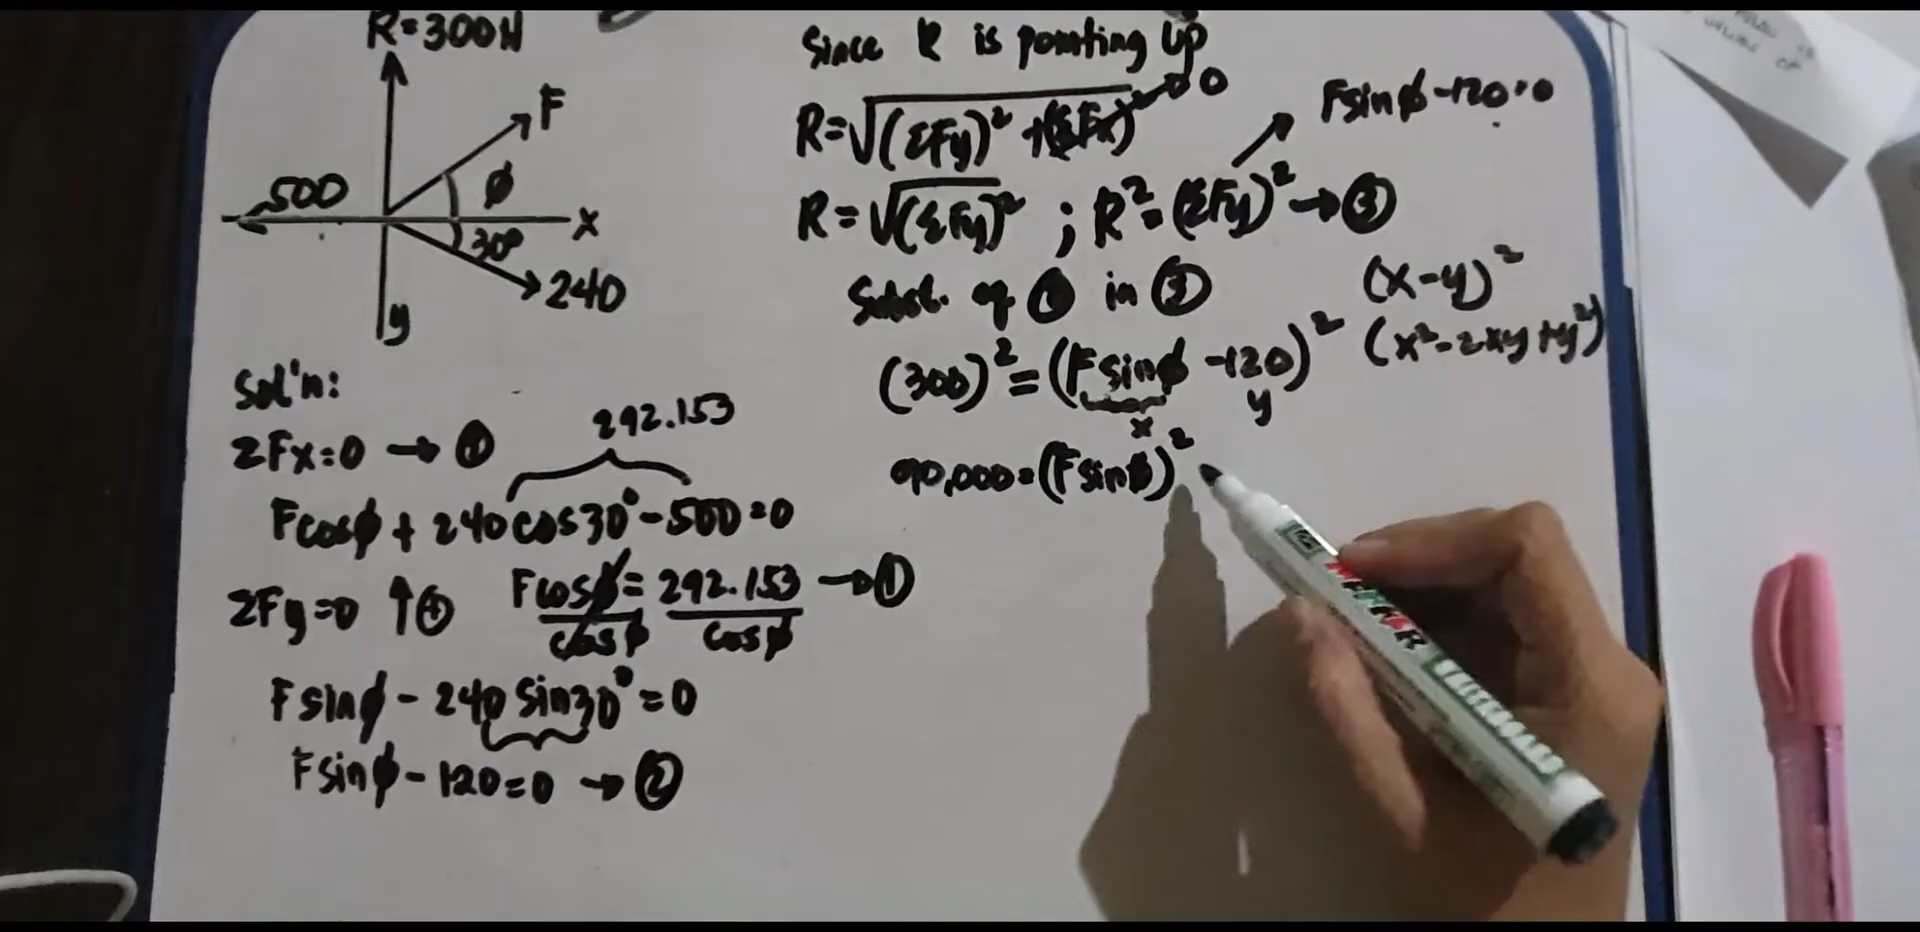 R=300N
F
500
ϕ
x
30°
240
y
Sol'n:
ΣFx=0 → ①
292.153
Fcosϕ + 240cos30° - 500 = 0
ΣFy=0 ↑⊕
Fcosϕ = 292.153 → ①
cosϕ cosϕ
Fsinϕ - 240 sin30° = 0
Fsinϕ - 120 = 0 → ②
Since R is pointing up
R=√(ΣFy)² + (ΣFx)² → 0
Fsinϕ - 120 = 0
R=√(ΣFy)² ; R² = (ΣFy)² → ③
Subst. eq ① in ③
(x-y)²
(300)² = (Fsinϕ - 120)² (x² - 2xy + y²)
x y
90,000 = (Fsinϕ)²
WHITEBOARD